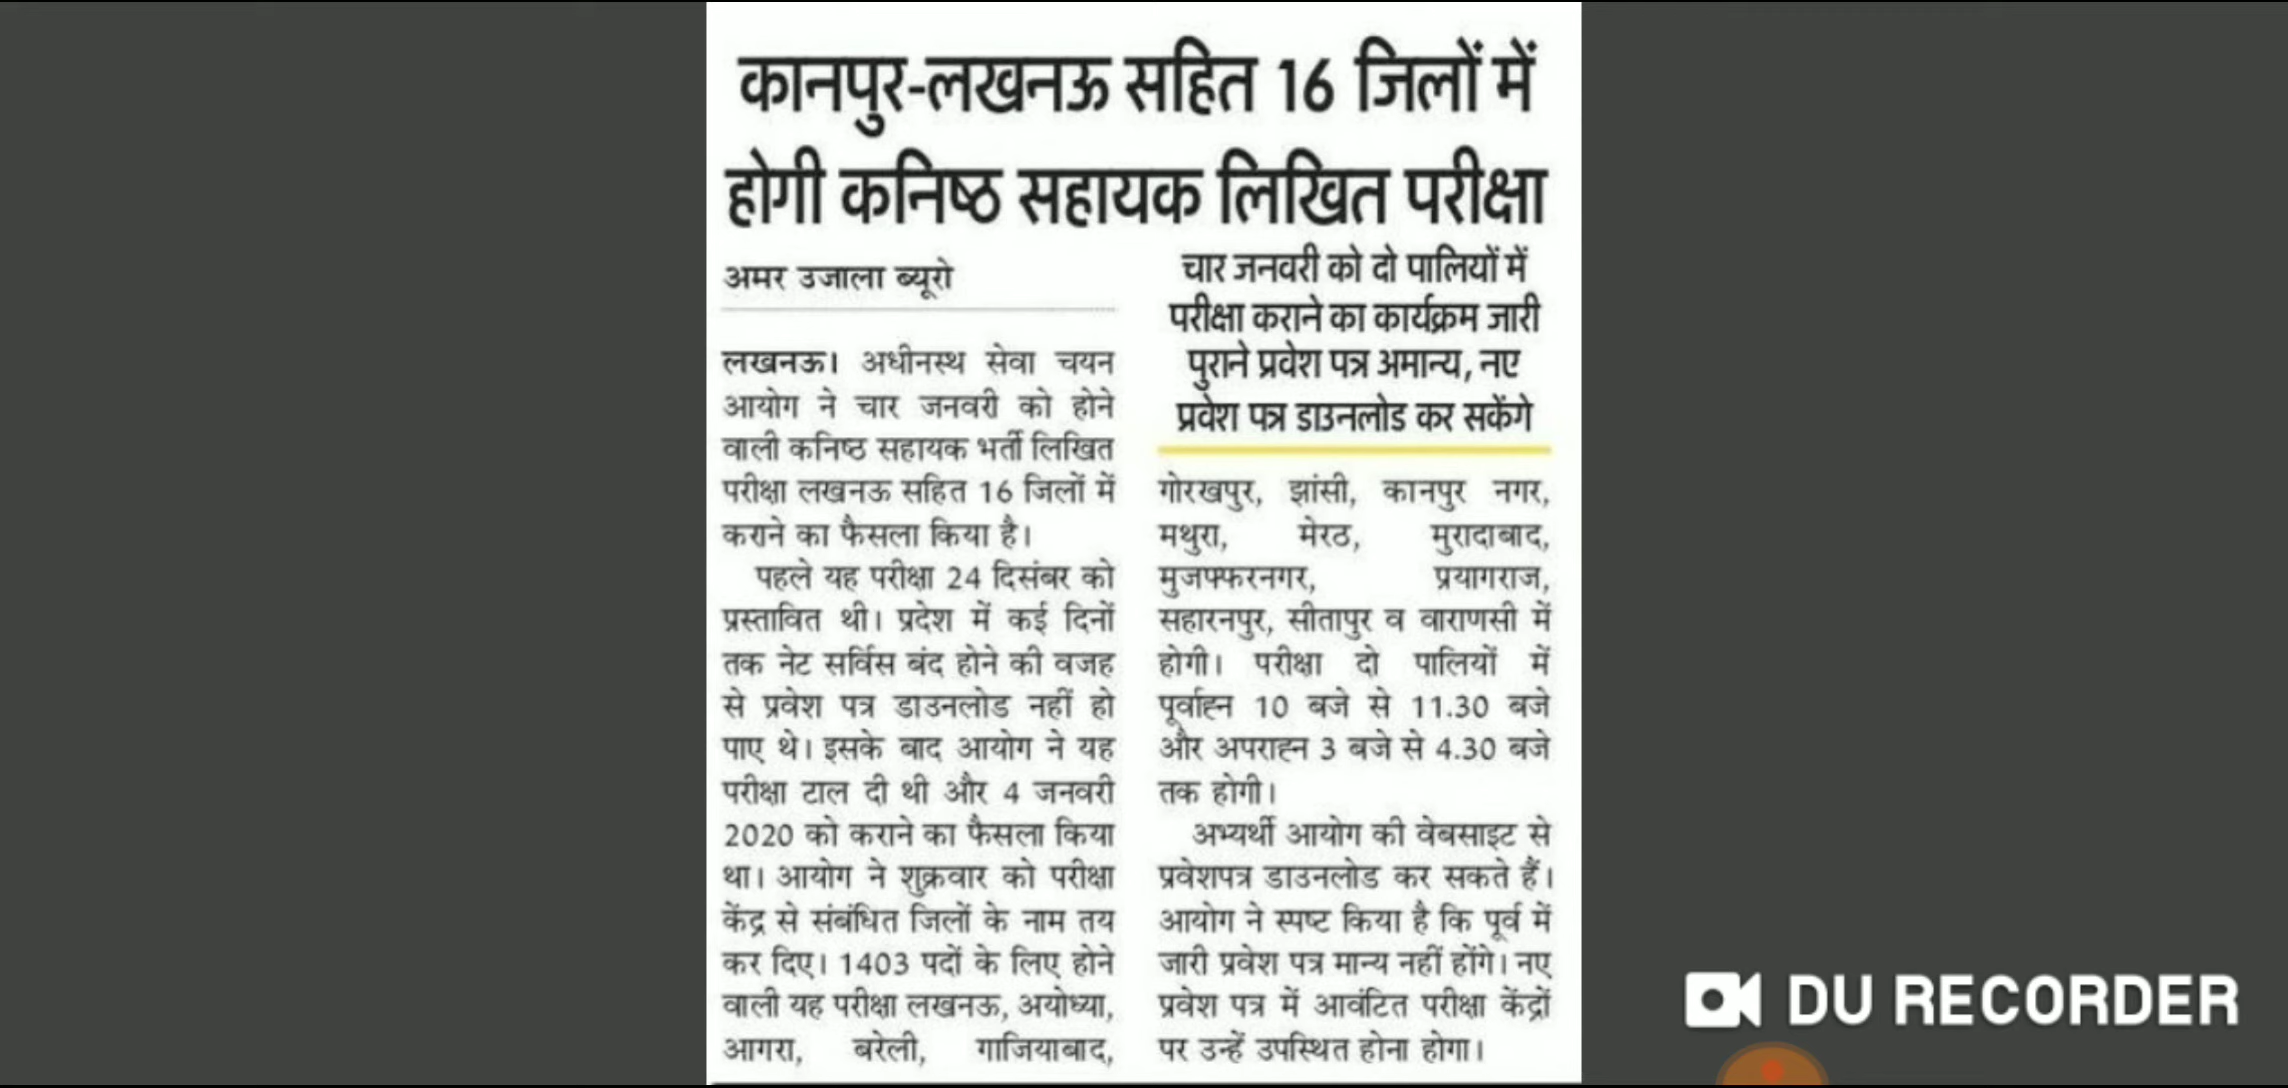 कानपुर-लखनऊ सहित 16 जिलों में
होगी कनिष्ठ सहायक लिखित परीक्षा
अमर उजाला ब्यूरो
लखनऊ। अधीनस्थ सेवा चयन
आयोग ने चार जनवरी को होने
वाली कनिष्ठ सहायक भर्ती लिखित
परीक्षा लखनऊ सहित 16 जिलों में
कराने का फैसला किया है।
पहले यह परीक्षा 24 दिसंबर को
प्रस्तावित थी। प्रदेश में कई दिनों
तक नेट सर्विस बंद होने की वजह
से प्रवेश पत्र डाउनलोड नहीं हो
पाए थे। इसके बाद आयोग ने यह
परीक्षा टाल दी थी और 4 जनवरी
2020 को कराने का फैसला किया
था। आयोग ने शुक्रवार को परीक्षा
केंद्र से संबंधित जिलों के नाम तय
कर दिए। 1403 पदों के लिए होने
वाली यह परीक्षा लखनऊ, अयोध्या,
आगरा, बरेली, गाजियाबाद,
चार जनवरी को दो पालियों में
परीक्षा कराने का कार्यक्रम जारी
पुराने प्रवेश पत्र अमान्य, नए
प्रवेश पत्र डाउनलोड कर सकेंगे
गोरखपुर, झांसी, कानपुर नगर,
मथुरा, मेरठ, मुरादाबाद,
मुजफ्फरनगर, प्रयागराज,
सहारनपुर, सीतापुर व वाराणसी में
होगी। परीक्षा दो पालियों में
पूर्वाह्न 10 बजे से 11.30 बजे
और अपराह्न 3 बजे से 4.30 बजे
तक होगी।
अभ्यर्थी आयोग की वेबसाइट से
प्रवेशपत्र डाउनलोड कर सकते हैं।
आयोग ने स्पष्ट किया है कि पूर्व में
जारी प्रवेश पत्र मान्य नहीं होंगे। नए
प्रवेश पत्र में आवंटित परीक्षा केंद्रों
पर उन्हें उपस्थित होना होगा।
DU RECORDER